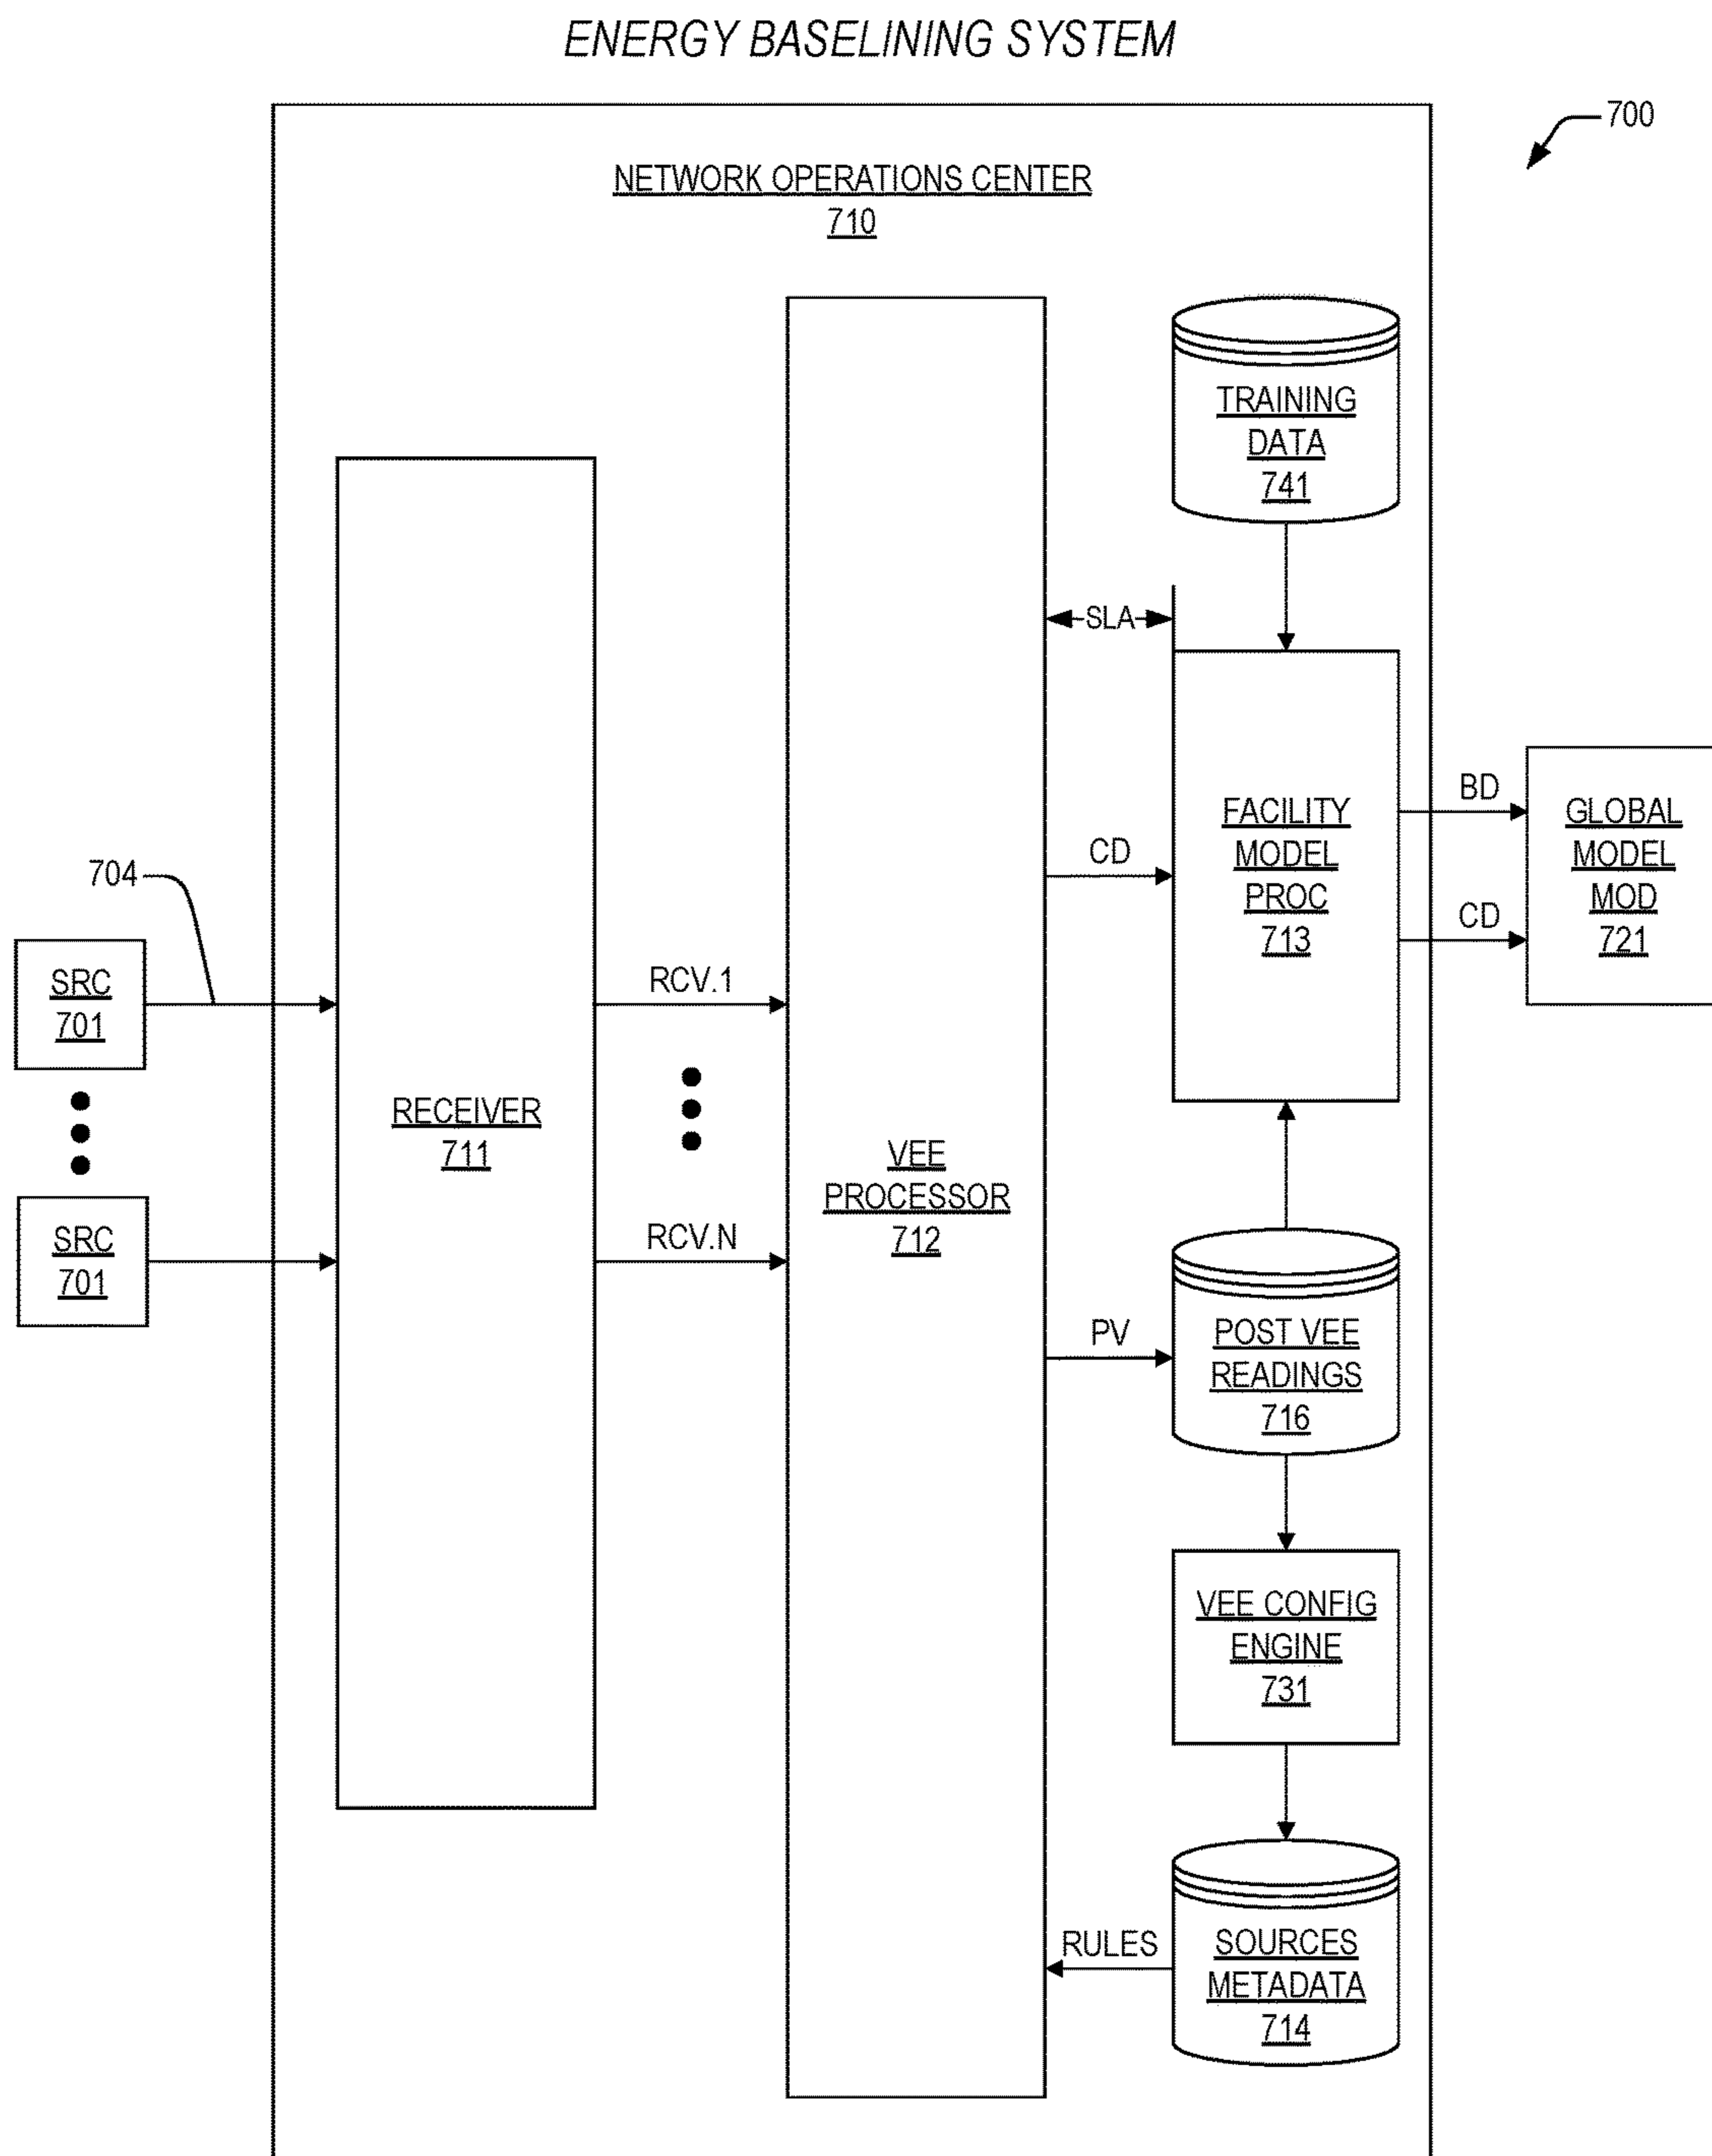 ENERGY BASELINING SYSTEM
700
NETWORK OPERATIONS CENTER
710
TRAINING
DATA
741
SLA
FACILITY
MODEL
PROC
713
BD
CD
GLOBAL
MODEL
MOD
721
CD
704
SRC
701
SRC
701
RECEIVER
711
RCV.1
RCV.N
VEE
PROCESSOR
712
PV
POST VEE
READINGS
716
VEE CONFIG
ENGINE
731
RULES
SOURCES
METADATA
714